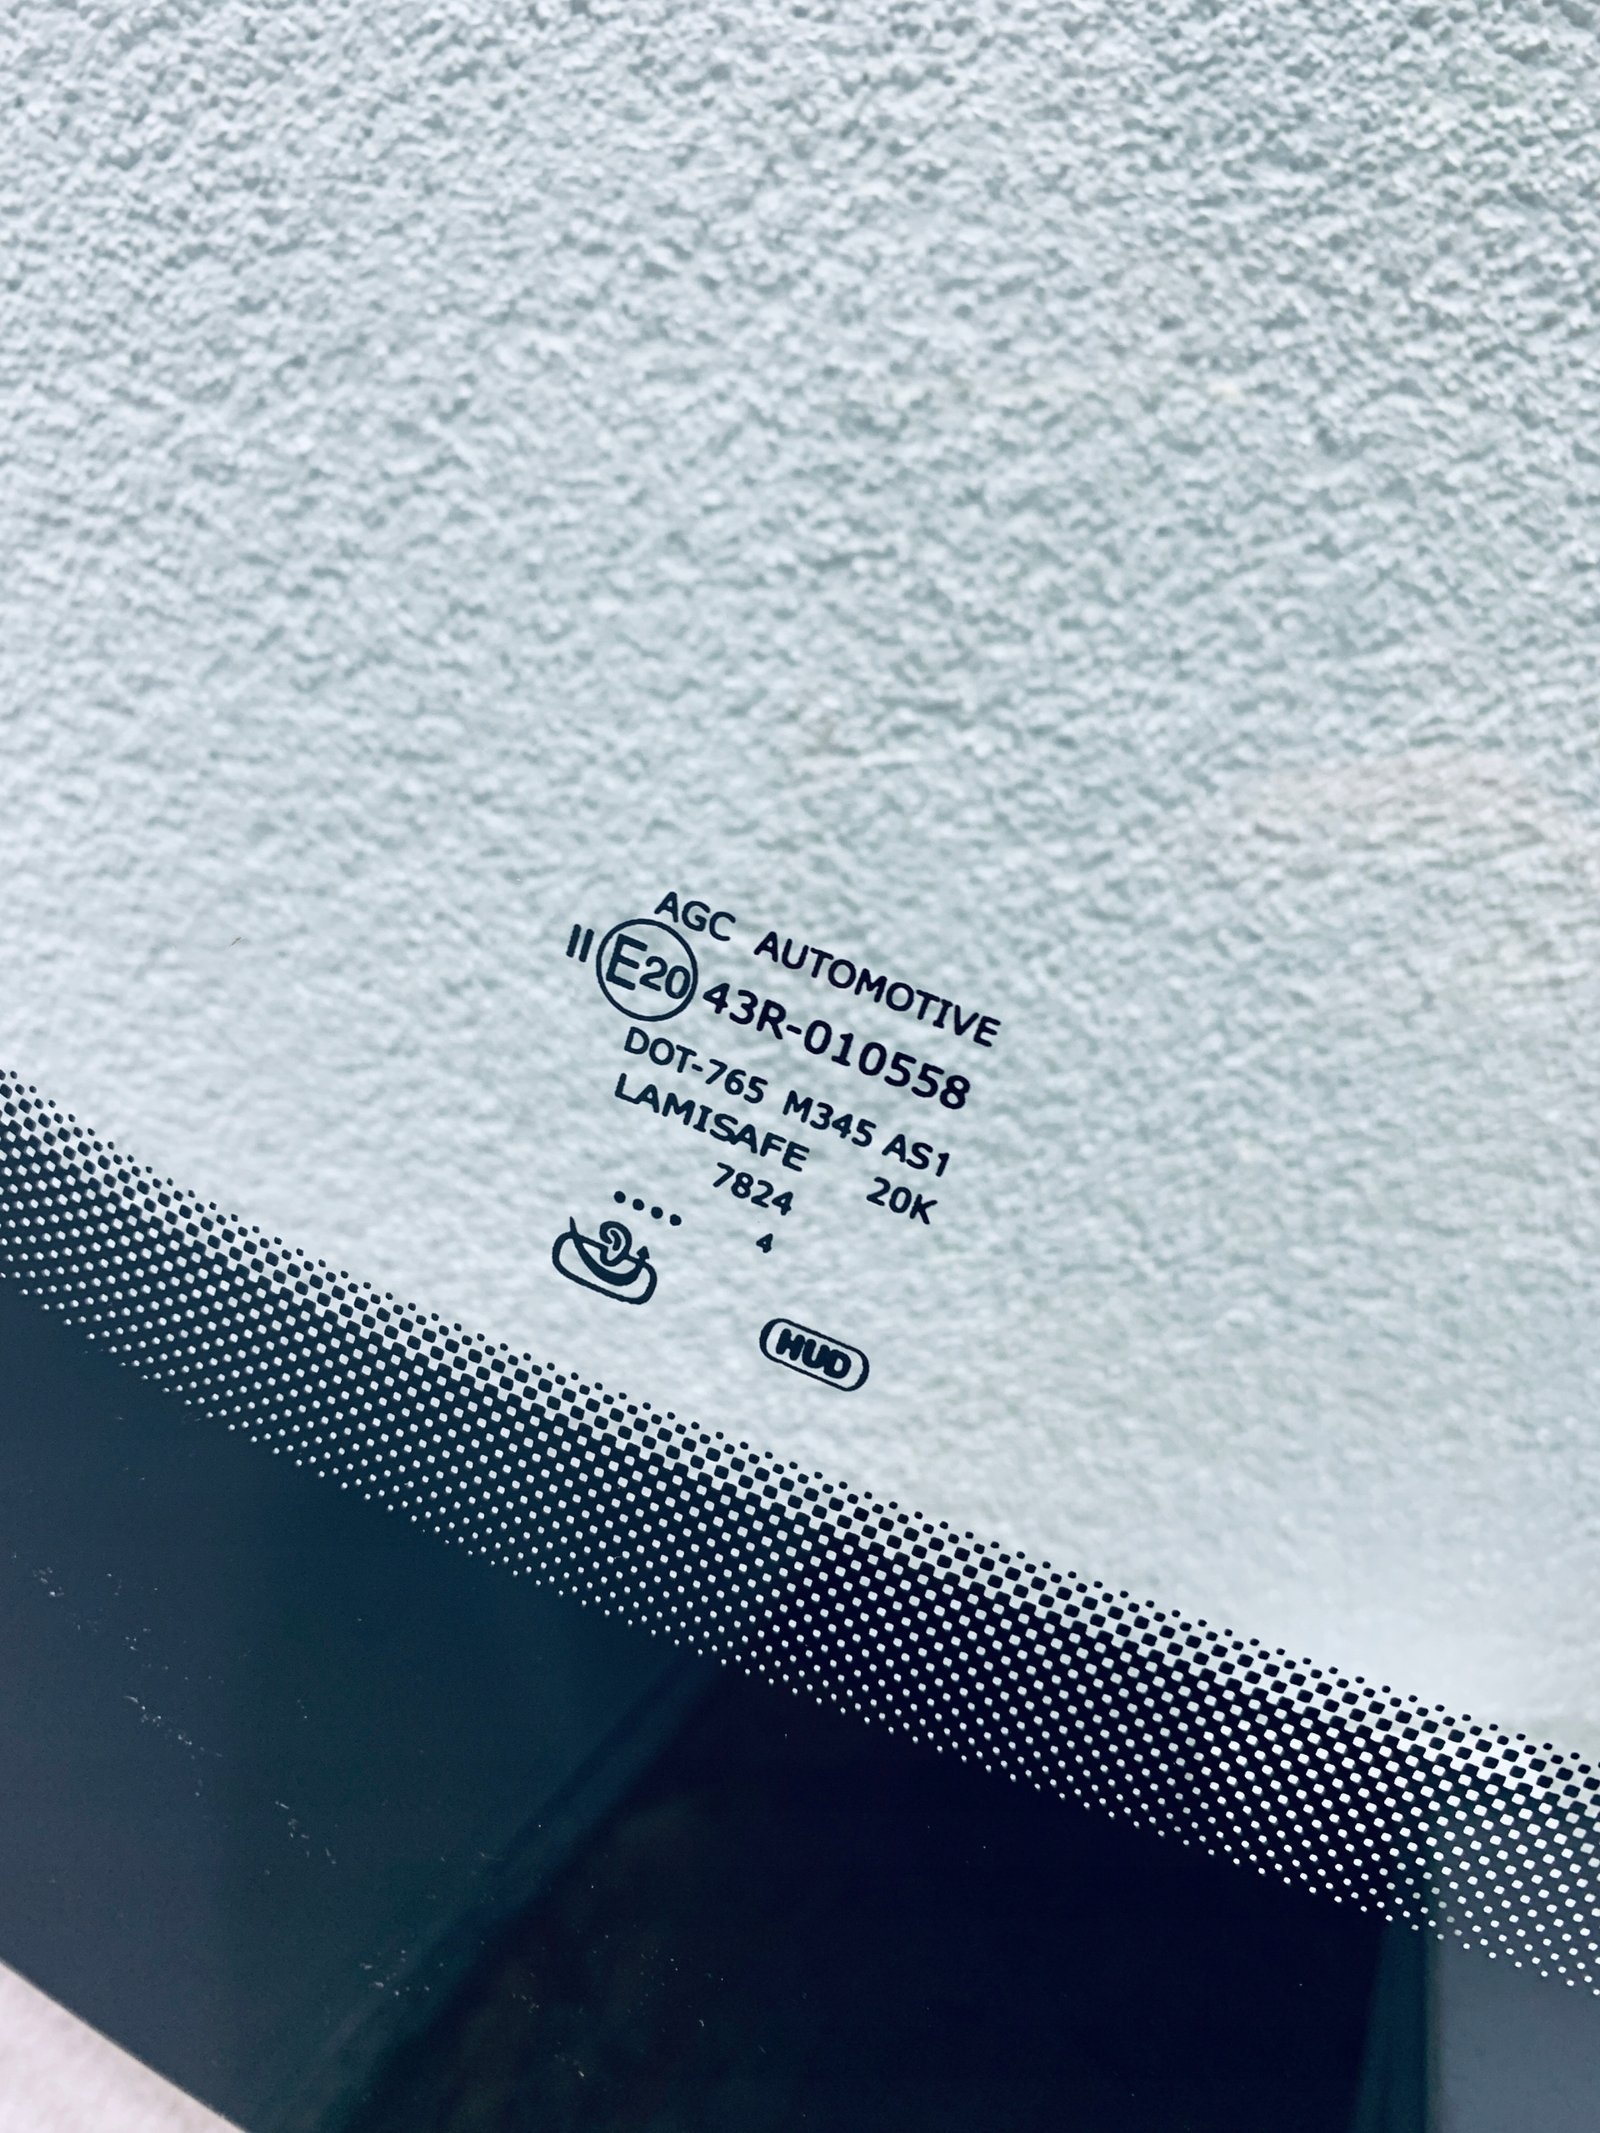 AGC AUTOMOTIVE
II E20 43R-010558
DOT-765 M345 AS1
LAMISAFE 20K
7824
4
HUD